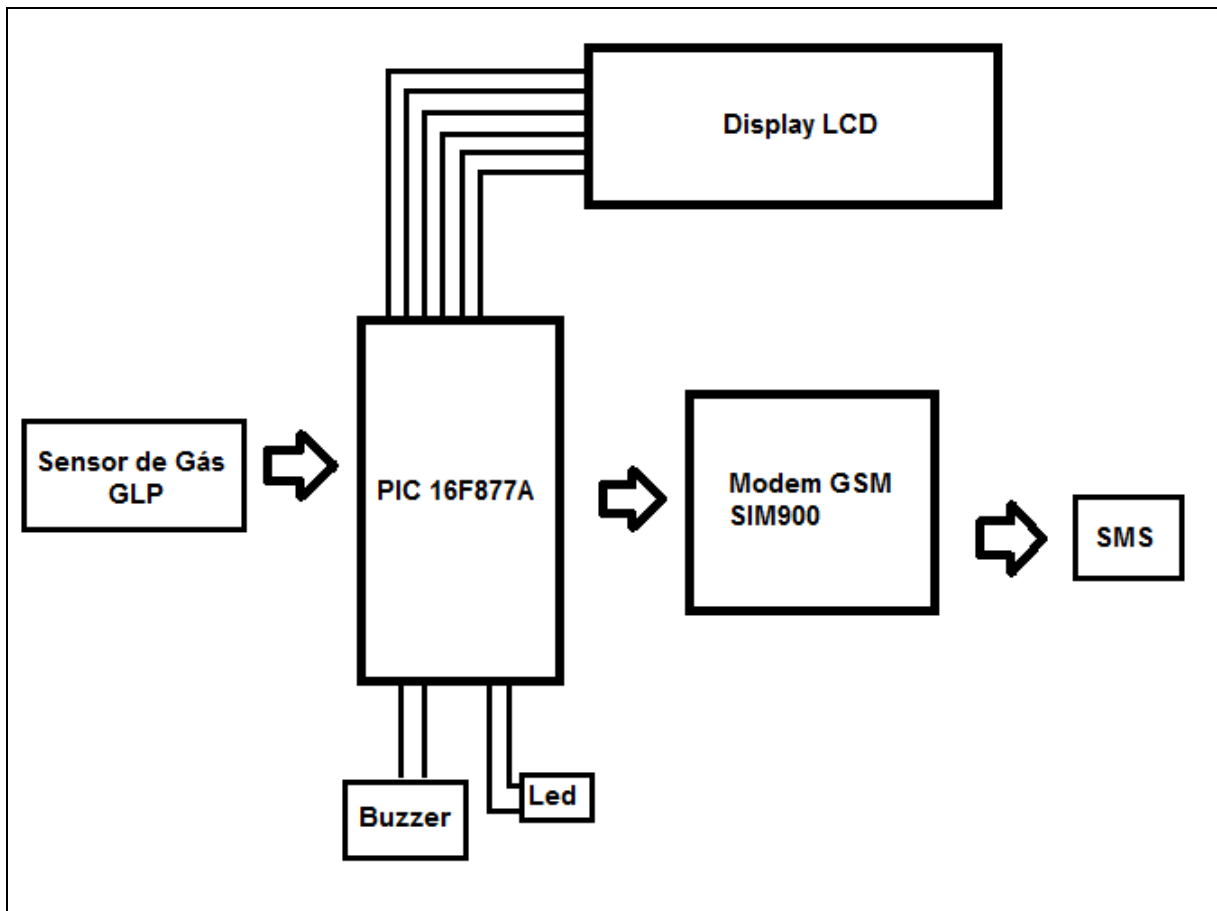 Display LCD
Sensor de Gás
GLP
PIC 16F877A
Modem GSM
SIM900
SMS
Buzzer
Led